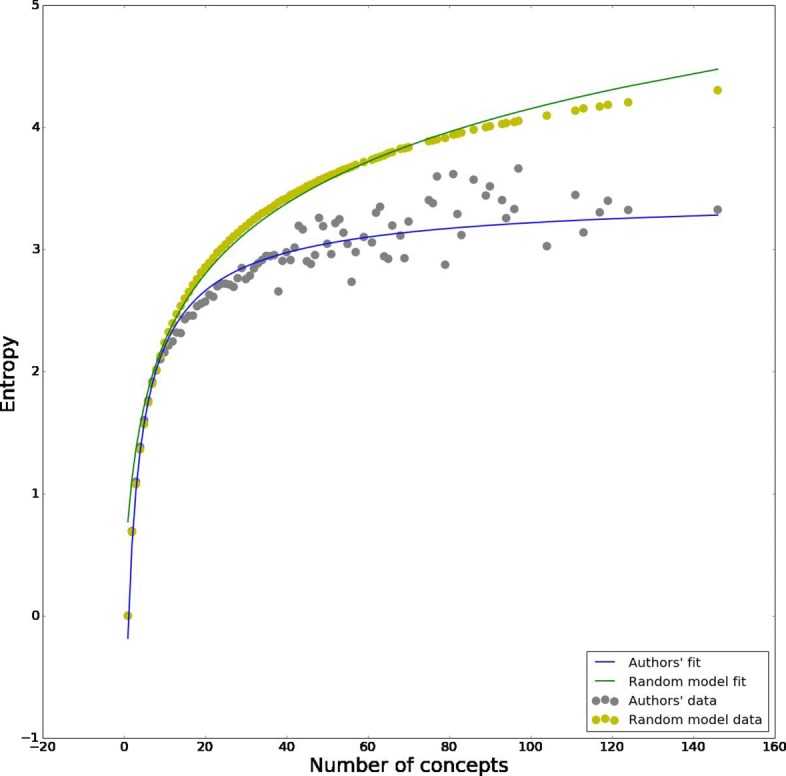 5
4
3
2
1
0
−1
Entropy
−20 0 20 40 60 80 100 120 140 160
Number of concepts
Authors' fit
Random model fit
Authors' data
Random model data